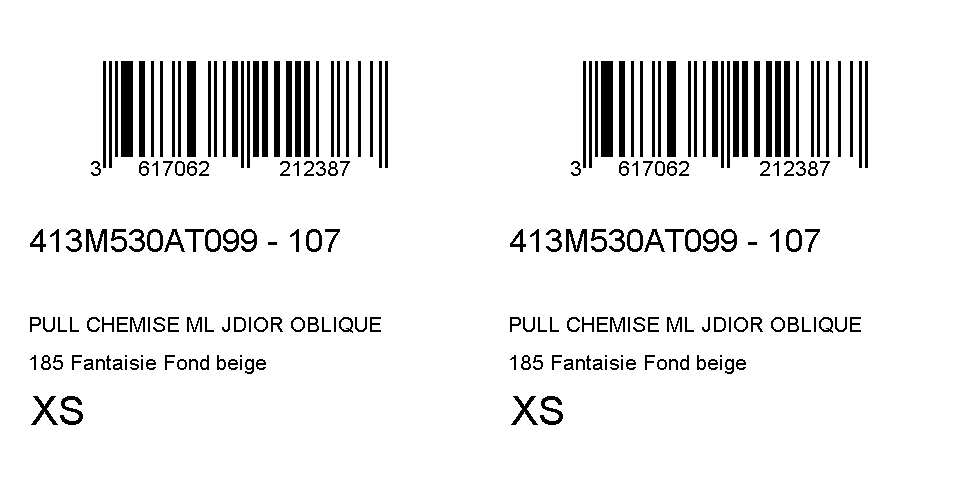 3 617062 212387
413M530AT099 - 107
PULL CHEMISE ML JDIOR OBLIQUE
185 Fantaisie Fond beige
XS
3 617062 212387
413M530AT099 - 107
PULL CHEMISE ML JDIOR OBLIQUE
185 Fantaisie Fond beige
XS